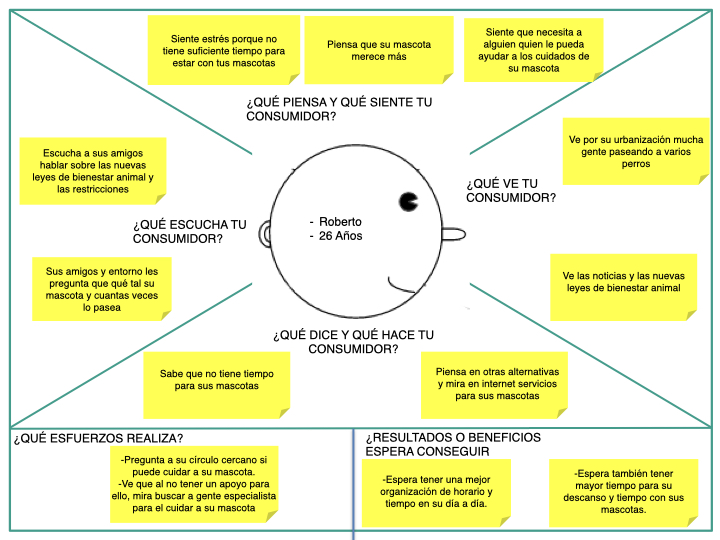 Siente estrés porque no
tiene suficiente tiempo para
estar con tus mascotas
Piensa que su mascota
merece más
Siente que necesita a
alguien quien le pueda
ayudar a los cuidados de
su mascota
¿QUÉ PIENSA Y QUÉ SIENTE TU
CONSUMIDOR?
Escucha a sus amigos
hablar sobre las nuevas
leyes de bienestar animal
y las restricciones
¿QUÉ ESCUCHA TU
CONSUMIDOR?
Sus amigos y entorno les
pregunta que qué tal su
mascota y cuantas veces
lo pasea
- Roberto
- 26 Años
Ve por su urbanización mucha
gente paseando a varios
perros
¿QUÉ VE TU
CONSUMIDOR?
Ve las noticias y las nuevas
leyes de bienestar animal
¿QUÉ DICE Y QUÉ HACE TU
CONSUMIDOR?
Sabe que no tiene tiempo
para sus mascotas
Piensa en otras alternativas
y mira en internet servicios
para sus mascotas
¿QUÉ ESFUERZOS REALIZA?
-Pregunta a su círculo cercano si
puede cuidar a su mascota.
-Ve que al no tener un apoyo para
ello, mira buscar a gente especialista
para el cuidar a su mascota
¿RESULTADOS O BENEFICIOS
ESPERA CONSEGUIR
-Espera tener una mejor
organización de horario y
tiempo en su día a día.
-Espera también tener
mayor tiempo para su
descanso y tiempo con sus
mascotas.